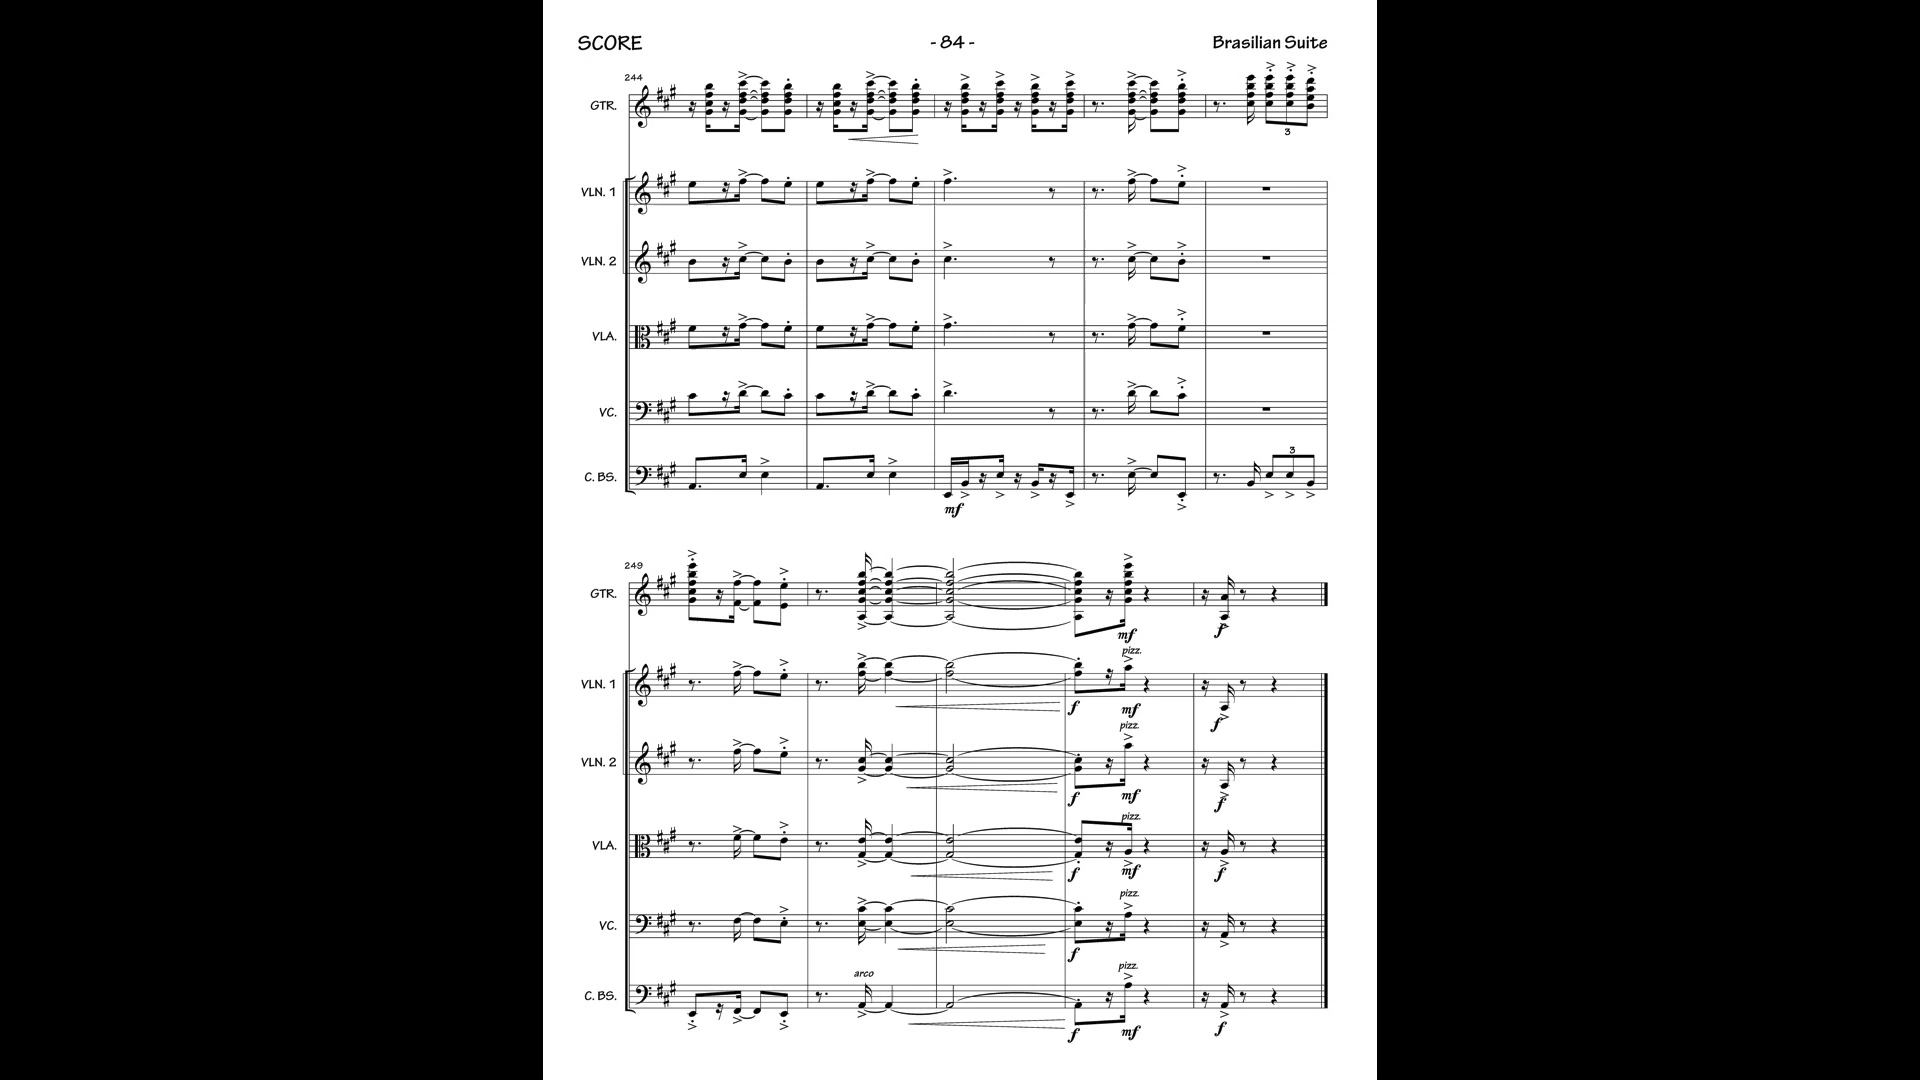 SCORE - 84 - Brasilian Suite
244
GTR.
3
VLN. 1
VLN. 2
VLA.
VC.
3
C. BS.
mf
249
GTR.
mf f
pizz.
VLN. 1
f mf f
pizz.
VLN. 2
f mf f
pizz.
VLA.
f mf f
pizz.
VC.
f
arco pizz.
C. BS.
f mf f